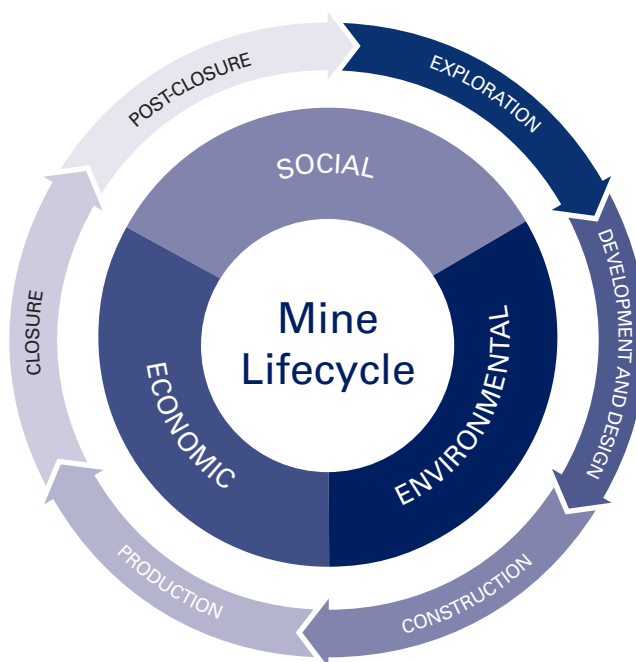 EXPLORATION
DEVELOPMENT AND DESIGN
CONSTRUCTION
PRODUCTION
CLOSURE
POST-CLOSURE
SOCIAL
ENVIRONMENTAL
ECONOMIC
Mine
Lifecycle